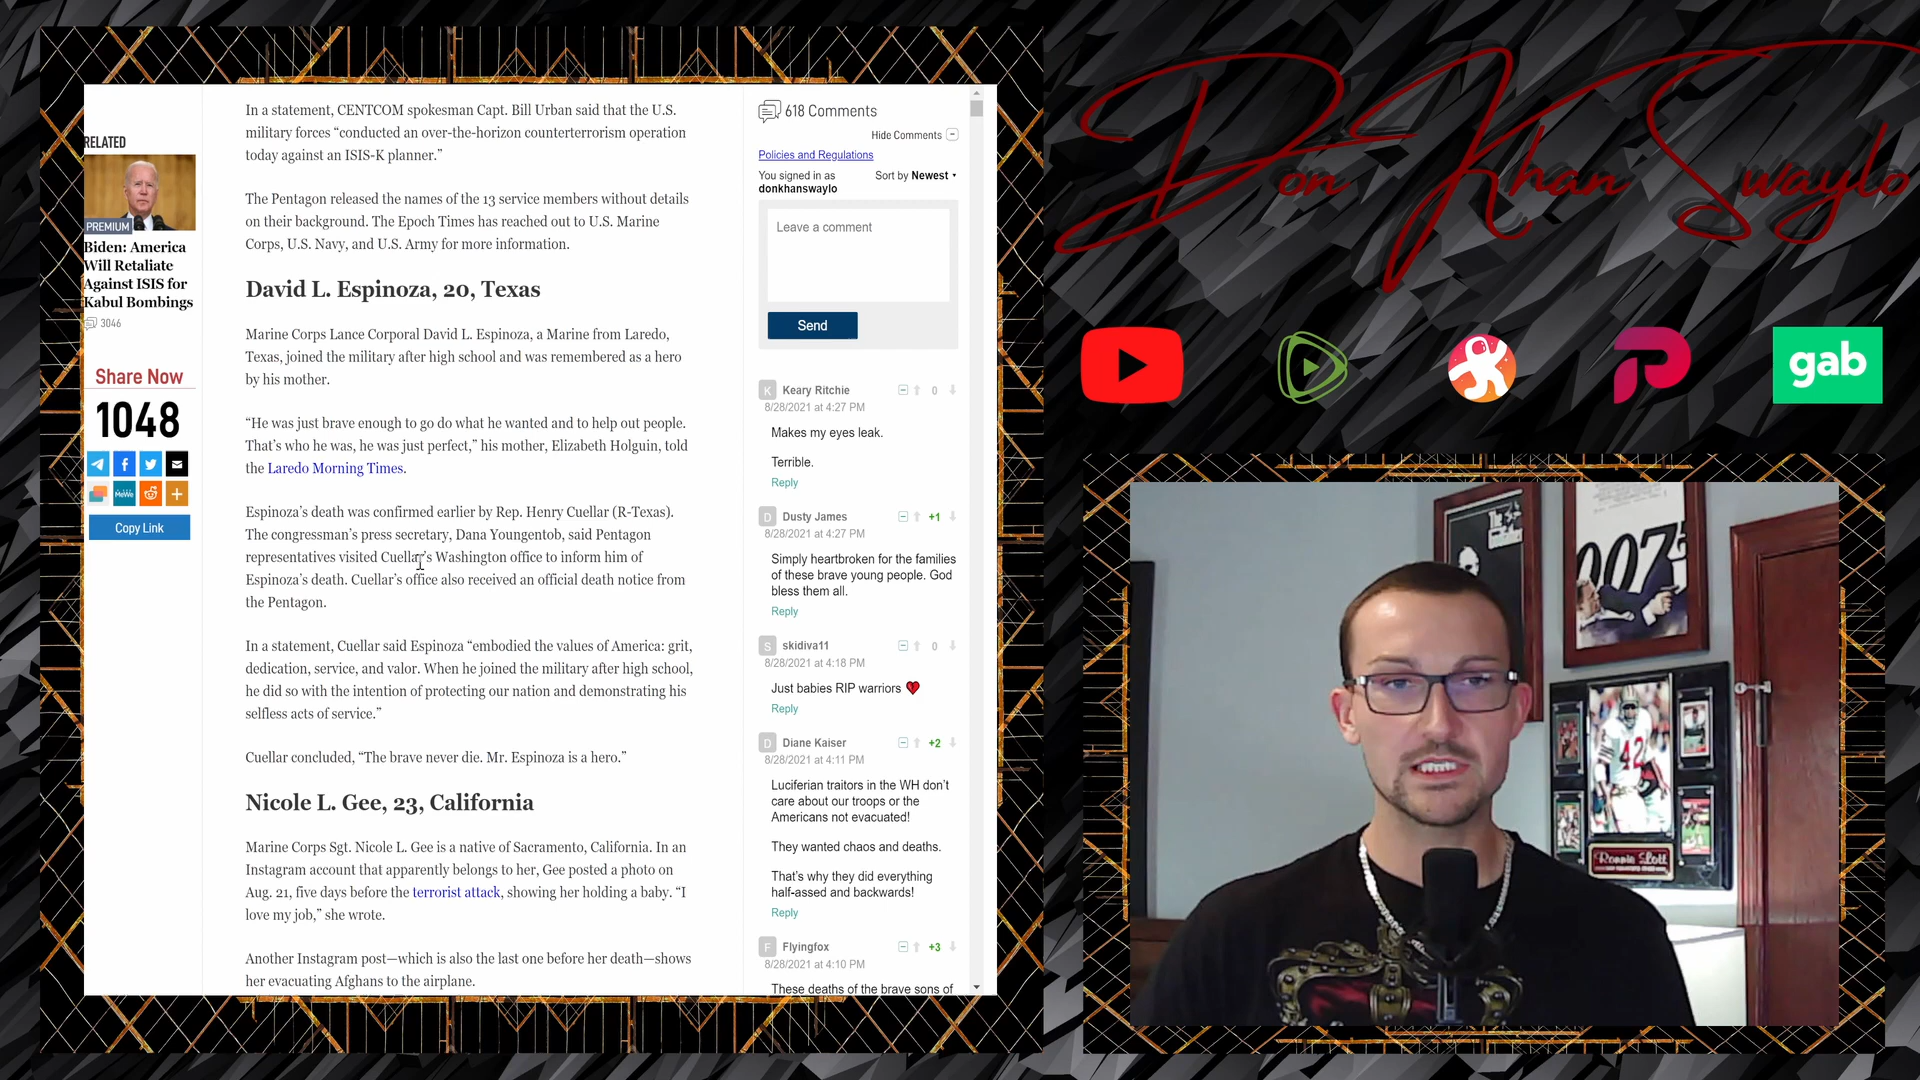 RELATED
PREMIUM
Biden: America
Will Retaliate
Against ISIS for
Kabul Bombings
3046
Share Now
1048
MeWe
Copy Link
In a statement, CENTCOM spokesman Capt. Bill Urban said that the U.S.
military forces “conducted an over-the-horizon counterterrorism operation
today against an ISIS-K planner.”
The Pentagon released the names of the 13 service members without details
on their background. The Epoch Times has reached out to U.S. Marine
Corps, U.S. Navy, and U.S. Army for more information.
David L. Espinoza, 20, Texas
Marine Corps Lance Corporal David L. Espinoza, a Marine from Laredo,
Texas, joined the military after high school and was remembered as a hero
by his mother.
“He was just brave enough to go do what he wanted and to help out people.
That’s who he was, he was just perfect,” his mother, Elizabeth Holguin, told
the Laredo Morning Times.
Espinoza’s death was confirmed earlier by Rep. Henry Cuellar (R-Texas).
The congressman’s press secretary, Dana Youngentob, said Pentagon
representatives visited Cuellar’s Washington office to inform him of
Espinoza’s death. Cuellar’s office also received an official death notice from
the Pentagon.
In a statement, Cuellar said Espinoza “embodied the values of America: grit,
dedication, service, and valor. When he joined the military after high school,
he did so with the intention of protecting our nation and demonstrating his
selfless acts of service.”
Cuellar concluded, “The brave never die. Mr. Espinoza is a hero.”
Nicole L. Gee, 23, California
Marine Corps Sgt. Nicole L. Gee is a native of Sacramento, California. In an
Instagram account that apparently belongs to her, Gee posted a photo on
Aug. 21, five days before the terrorist attack, showing her holding a baby. “I
love my job,” she wrote.
Another Instagram post—which is also the last one before her death—shows
her evacuating Afghans to the airplane.
618 Comments
Hide Comments
Policies and Regulations
You signed in as
donkhanswaylo
Sort by Newest
Leave a comment
Send
K Keary Ritchie 0
8/28/2021 at 4:27 PM
Makes my eyes leak.
Terrible.
Reply
D Dusty James +1
8/28/2021 at 4:27 PM
Simply heartbroken for the families
of these brave young people. God
bless them all.
Reply
S skidiva11 0
8/28/2021 at 4:18 PM
Just babies RIP warriors
Reply
D Diane Kaiser +2
8/28/2021 at 4:11 PM
Luciferian traitors in the WH don’t
care about our troops or the
Americans not evacuated!
They wanted chaos and deaths.
That’s why they did everything
half-assed and backwards!
Reply
F Flyingfox +3
8/28/2021 at 4:10 PM
These deaths of the brave sons of
Don Khan Swaylo
gab
007
42
Ronnie Lott